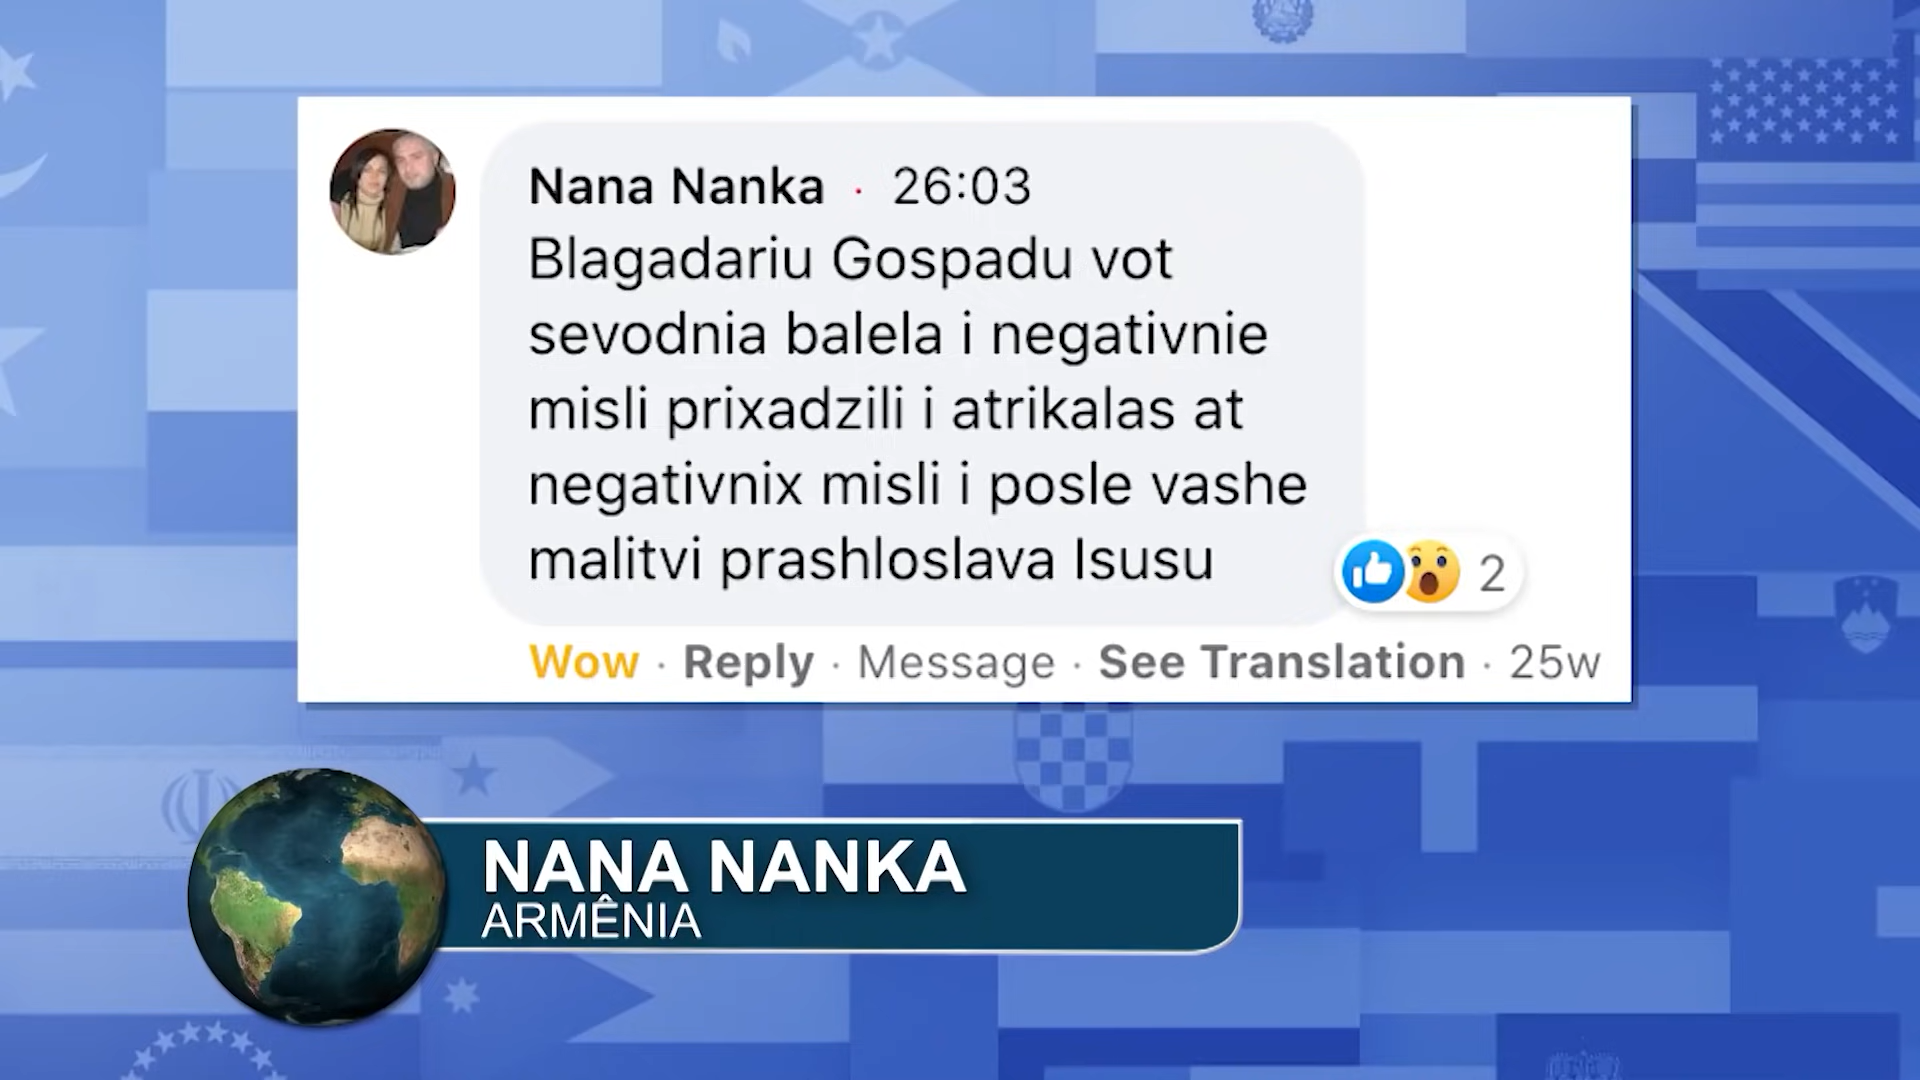 Nana Nanka · 26:03
Blagadariu Gospadu vot
sevodnia balela i negativnie
misli prixadzili i atrikalas at
negativnix misli i posle vashe
malitvi prashloslava Isusu
2
Wow · Reply · Message · See Translation · 25w
NANA NANKA
ARMÊNIA